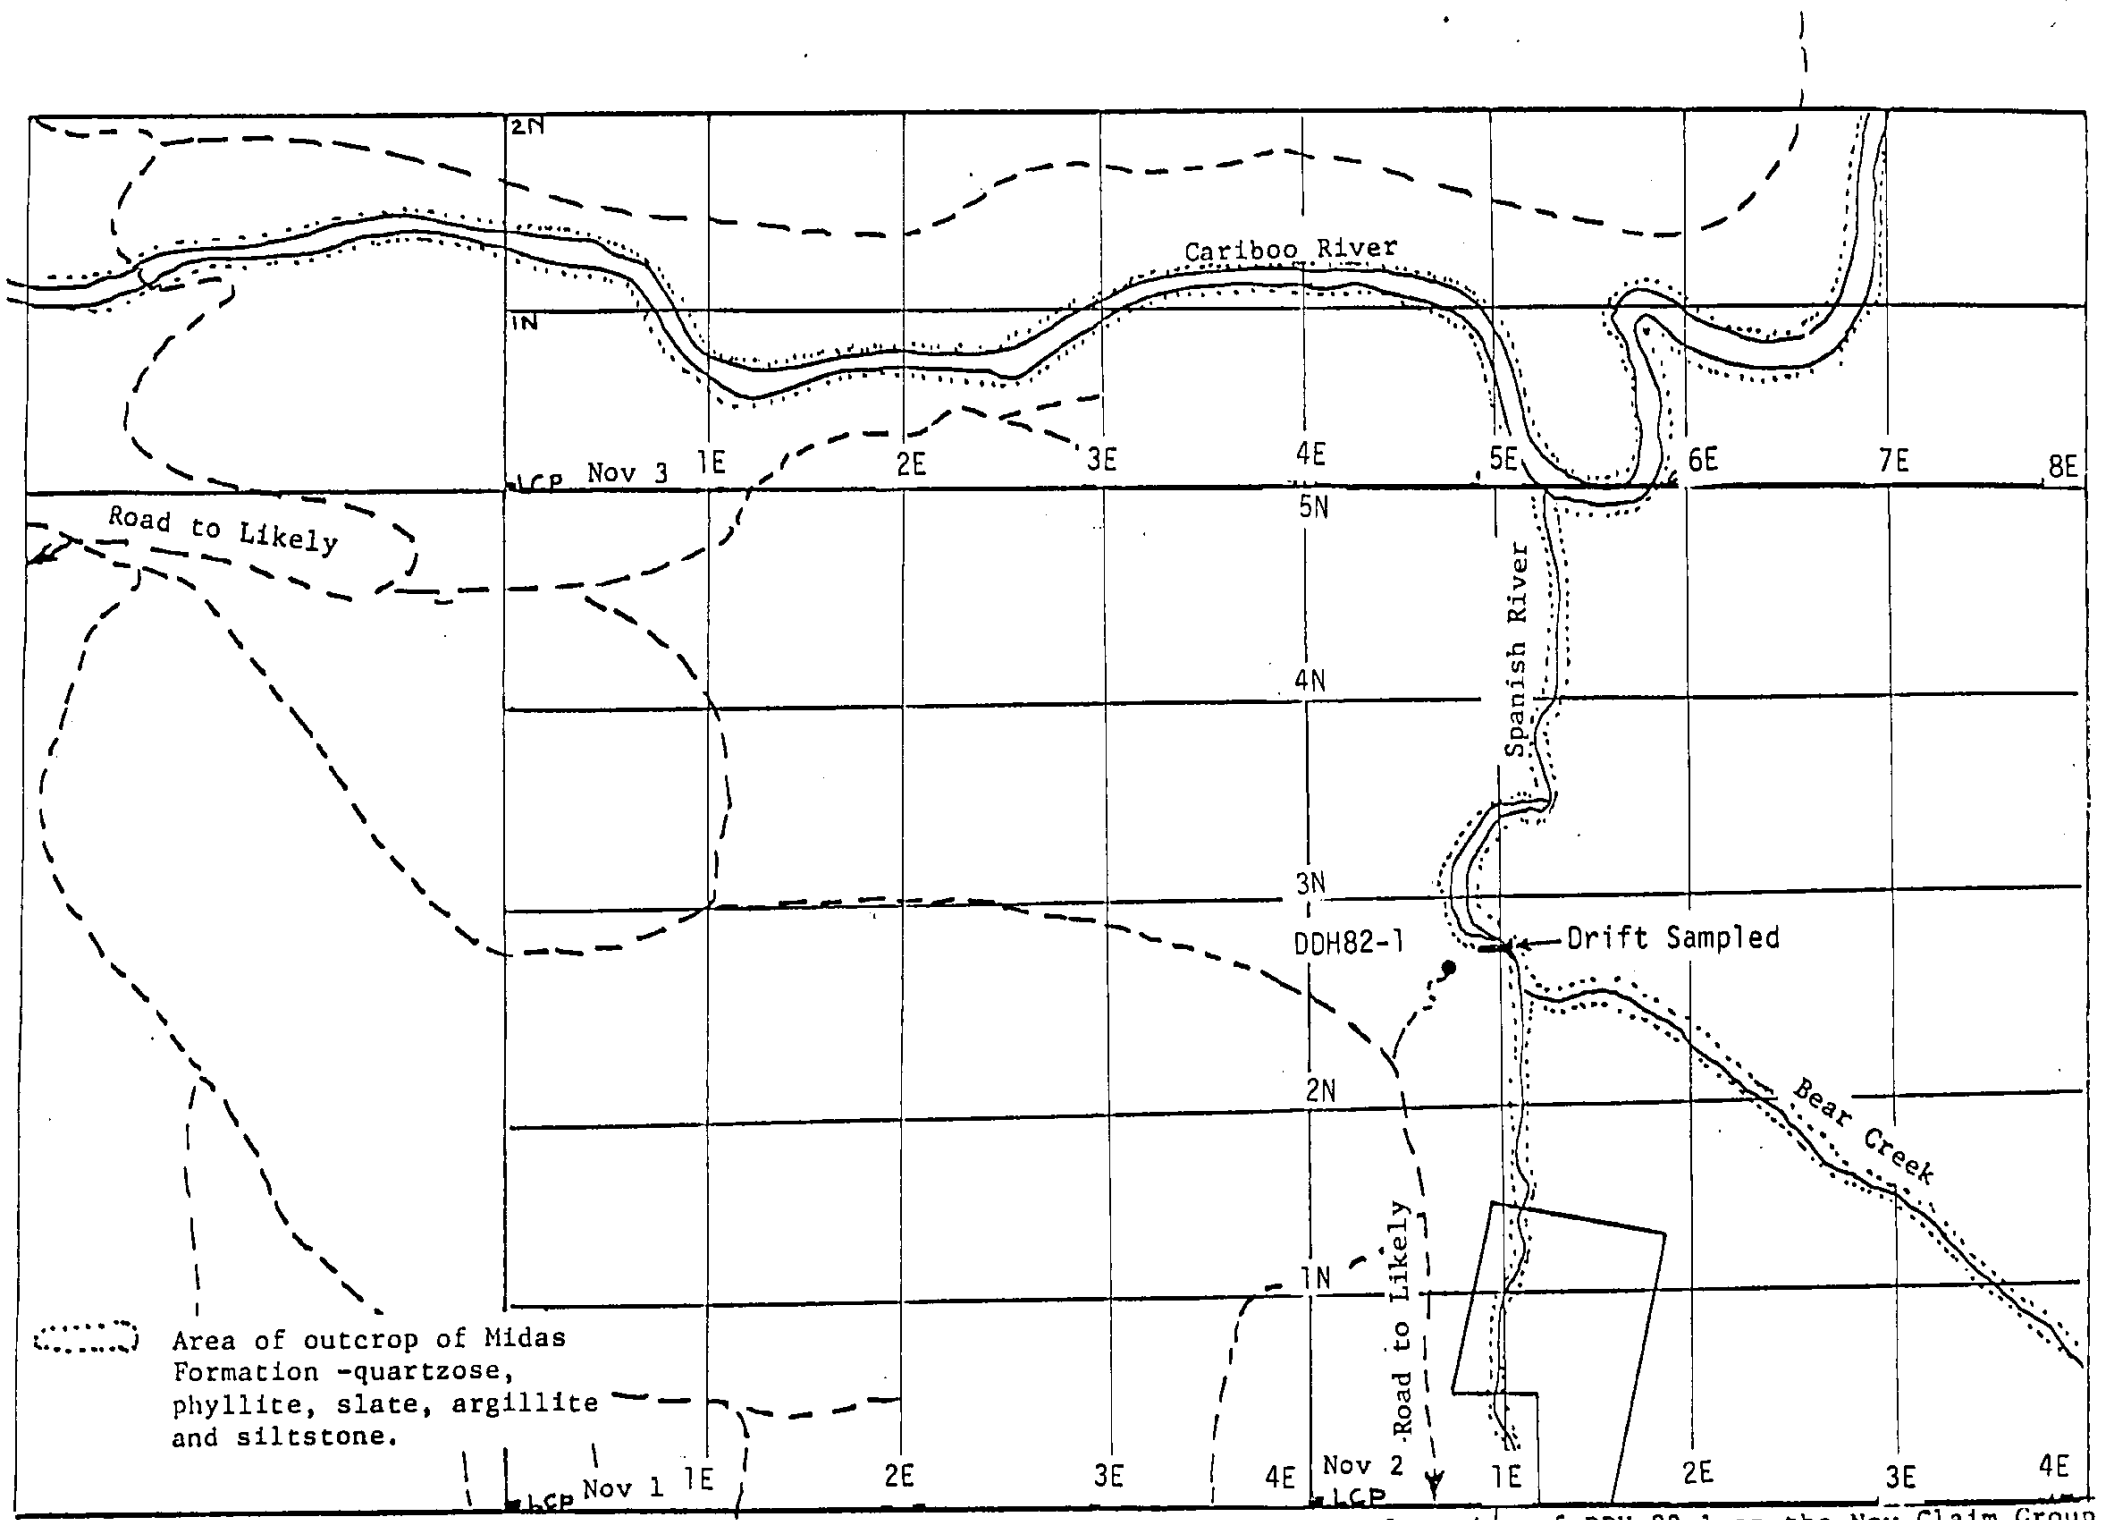 2N
Cariboo River
1N
1E
2E
3E
4E
5E
6E
7E
8E
LCP Nov 3
5N
Road to Likely
Spanish River
4N
3N
DDH82-1
Drift Sampled
2N
Bear Creek
1N
Road to Likely
Area of outcrop of Midas
Formation -quartzose,
phyllite, slate, argillite
and siltstone.
LCP Nov 1
1E
2E
3E
4E
Nov 2
LCP
1E
2E
3E
4E
Claim Group